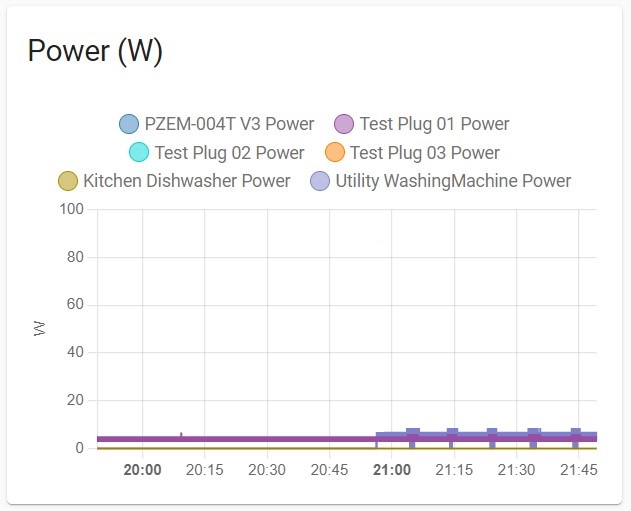 Power (W)
PZEM-004T V3 Power Test Plug 01 Power
Test Plug 02 Power Test Plug 03 Power
Kitchen Dishwasher Power Utility WashingMachine Power
100
80
60
W
40
20
0
20:00 20:15 20:30 20:45 21:00 21:15 21:30 21:45